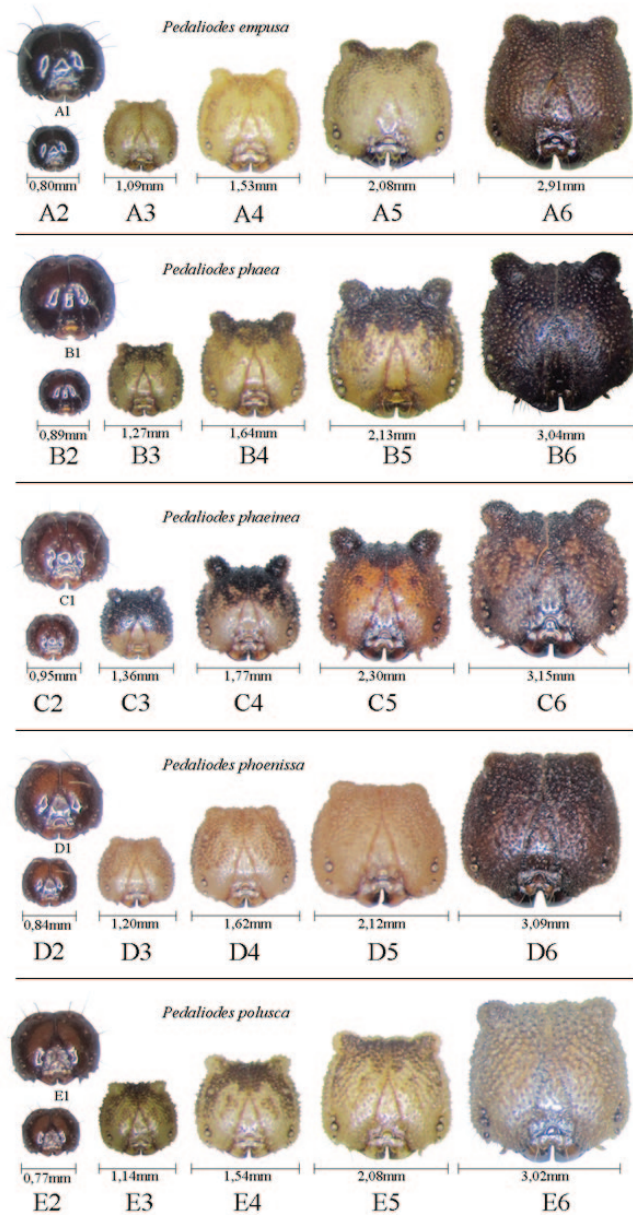 Pedaliodes empusa
A1
0,80mm 1,09mm 1,53mm 2,08mm 2,91mm
A2 A3 A4 A5 A6
Pedaliodes phaea
B1
0,89mm 1,27mm 1,64mm 2,13mm 3,04mm
B2 B3 B4 B5 B6
Pedaliodes phaeinea
C1
0,95mm 1,36mm 1,77mm 2,30mm 3,15mm
C2 C3 C4 C5 C6
Pedaliodes phoenissa
D1
0,84mm 1,20mm 1,62mm 2,12mm 3,09mm
D2 D3 D4 D5 D6
Pedaliodes polusca
E1
0,77mm 1,14mm 1,54mm 2,08mm 3,02mm
E2 E3 E4 E5 E6